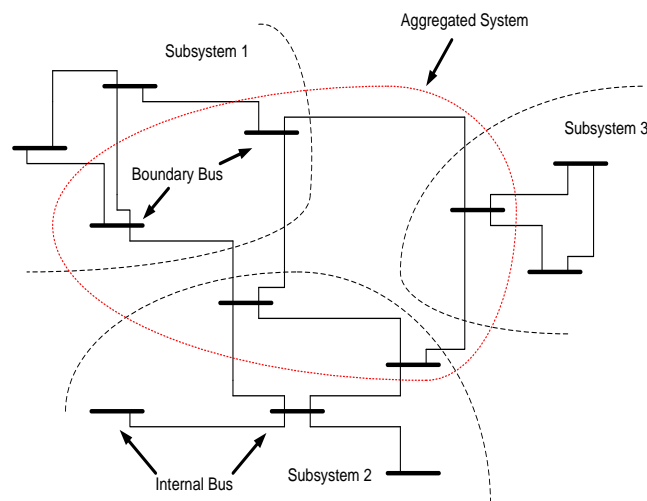 Aggregated System
Subsystem 1
Subsystem 3
Boundary Bus
Internal Bus
Subsystem 2